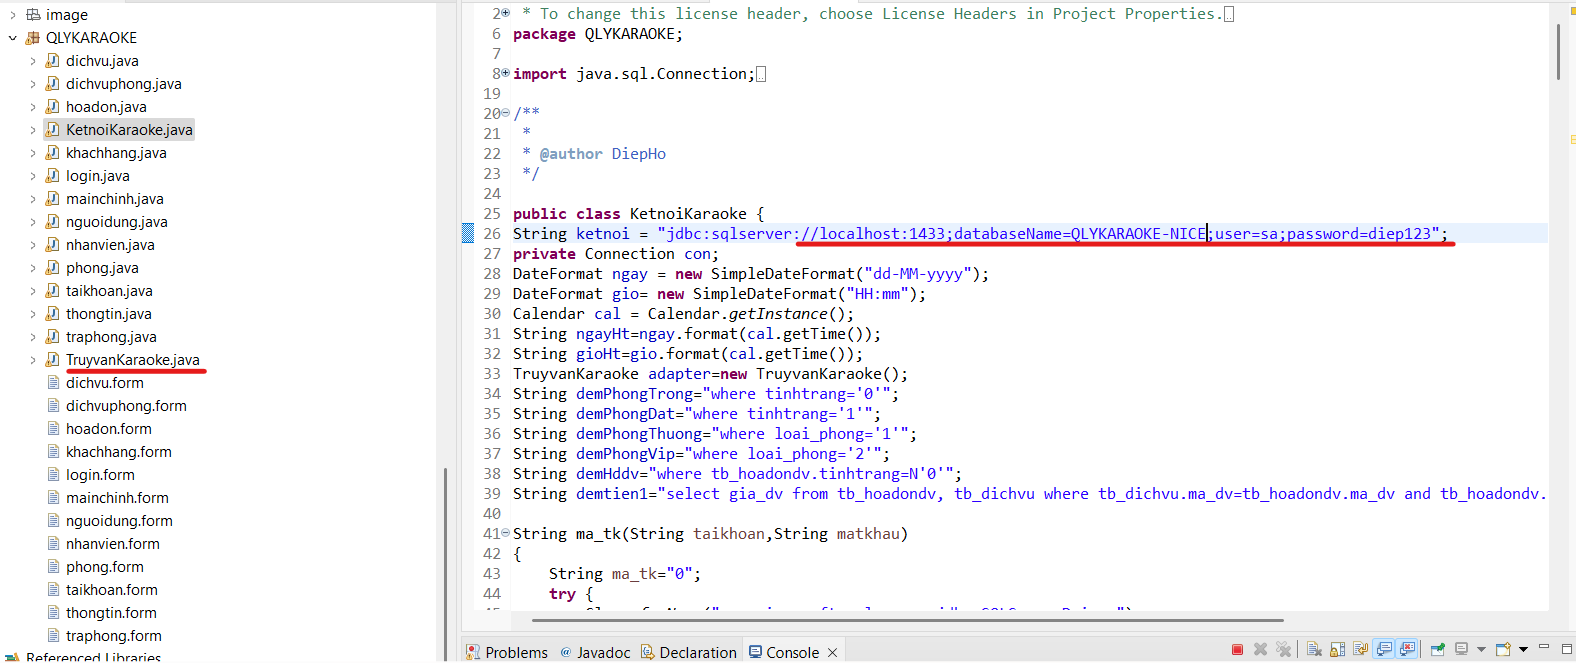 image
QLYKARAOKE
dichvu.java
dichvuphong.java
hoadon.java
KetnoiKaraoke.java
khachhang.java
login.java
mainchinh.java
nguoidung.java
nhanvien.java
phong.java
taikhoan.java
thongtin.java
traphong.java
TruyvanKaraoke.java
dichvu.form
dichvuphong.form
hoadon.form
khachhang.form
login.form
mainchinh.form
nguoidung.form
nhanvien.form
phong.form
taikhoan.form
thongtin.form
traphong.form
Referenced Libraries
2 * To change this license header, choose License Headers in Project Properties.
6 package QLYKARAOKE;
7
8 import java.sql.Connection;
19
20 /**
21 *
22 * @author DiepHo
23 */
24
25 public class KetnoiKaraoke {
26 String ketnoi = "jdbc:sqlserver://localhost:1433;databaseName=QLYKARAOKE-NICE;user=sa;password=diep123";
27 private Connection con;
28 DateFormat ngay = new SimpleDateFormat("dd-MM-yyyy");
29 DateFormat gio= new SimpleDateFormat("HH:mm");
30 Calendar cal = Calendar.getInstance();
31 String ngayHt=ngay.format(cal.getTime());
32 String gioHt=gio.format(cal.getTime());
33 TruyvanKaraoke adapter=new TruyvanKaraoke();
34 String demPhongTrong="where tinhtrang='0'";
35 String demPhongDat="where tinhtrang='1'";
36 String demPhongThuong="where loai_phong='1'";
37 String demPhongVip="where loai_phong='2'";
38 String demHddv="where tb_hoadondv.tinhtrang=N'0'";
39 String demtien1="select gia_dv from tb_hoadondv, tb_dichvu where tb_dichvu.ma_dv=tb_hoadondv.ma_dv and tb_hoadondv.
40
41 String ma_tk(String taikhoan,String matkhau)
42 {
43 String ma_tk="0";
44 try {
Problems @ Javadoc Declaration Console